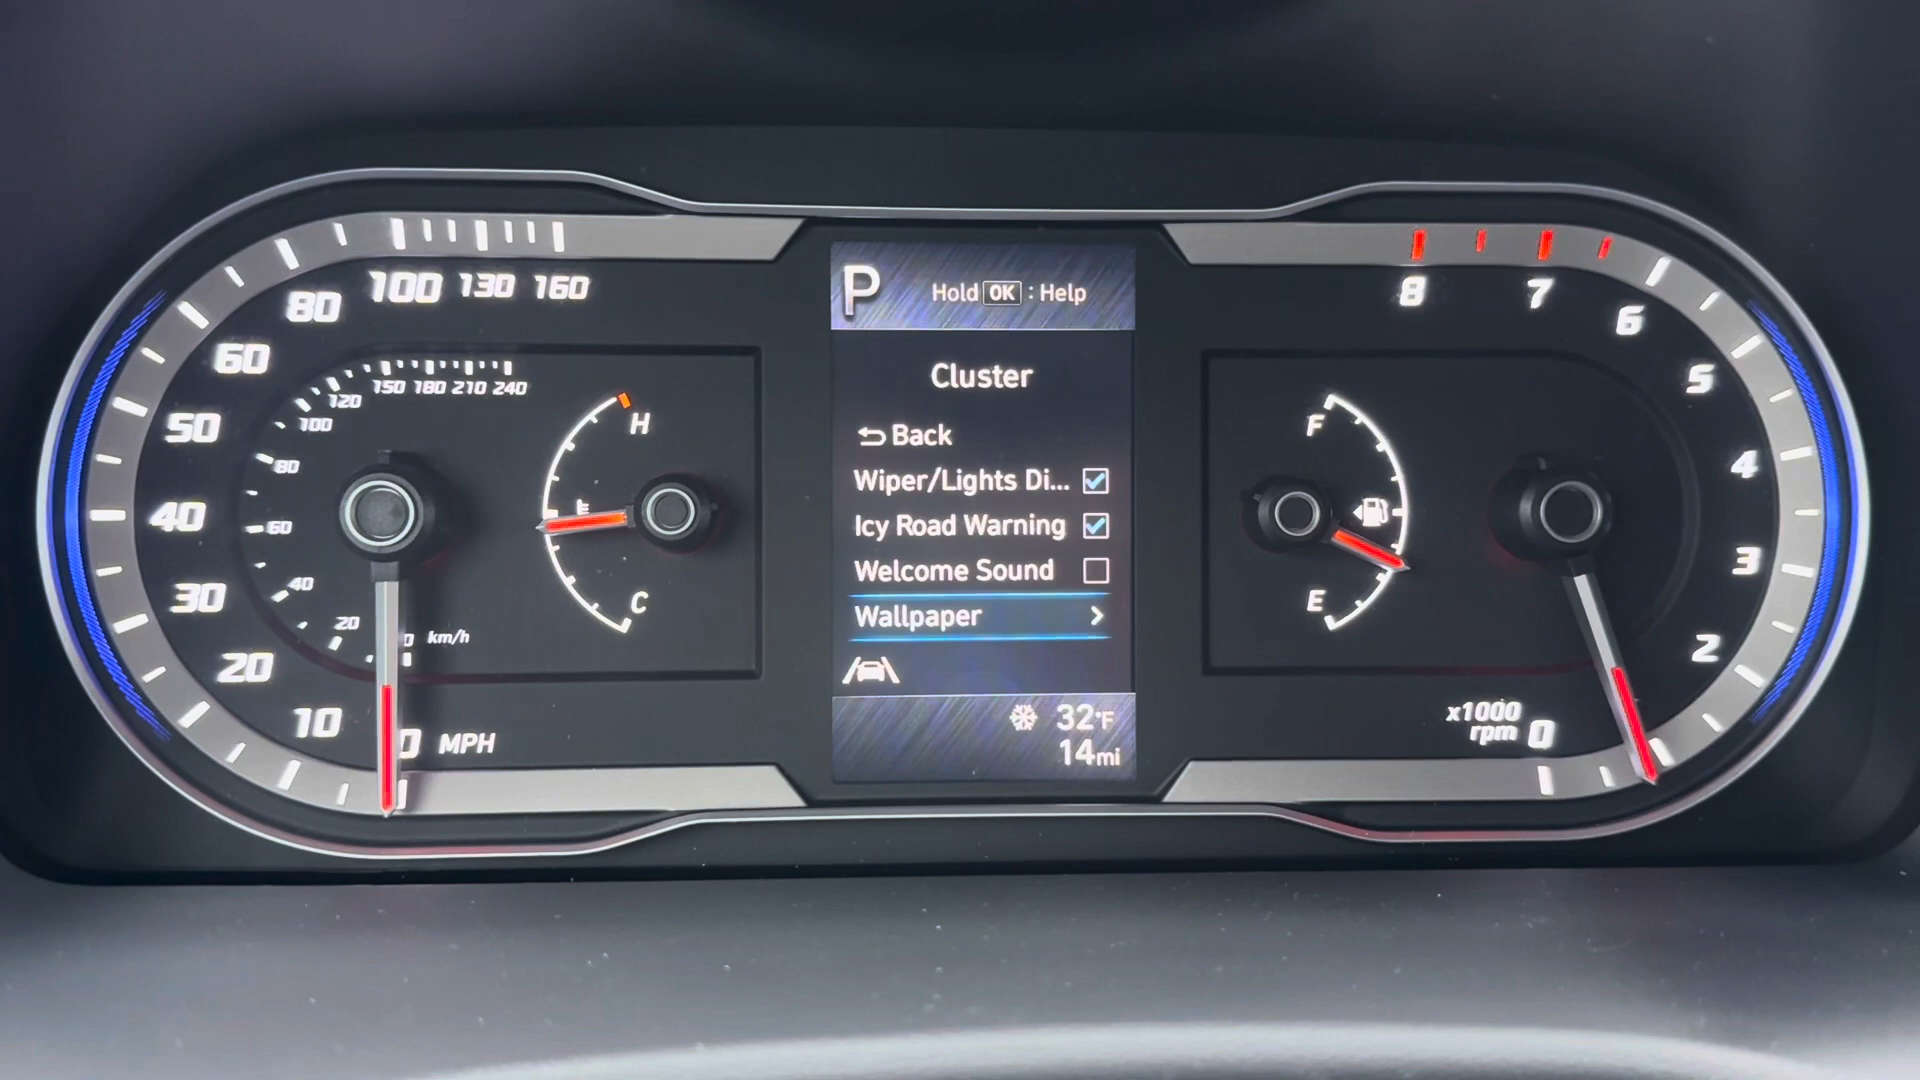 100 130 160
80
60
50
40
30
20
10
0 MPH
150 180 210 240
120
100
80
60
40
20
0 km/h
H
C
P
Hold OK : Help
Cluster
Back
Wiper/Lights Di...
Icy Road Warning
Welcome Sound
Wallpaper >
32°F
14mi
F
E
8
7
6
5
4
3
2
x1000
rpm 0